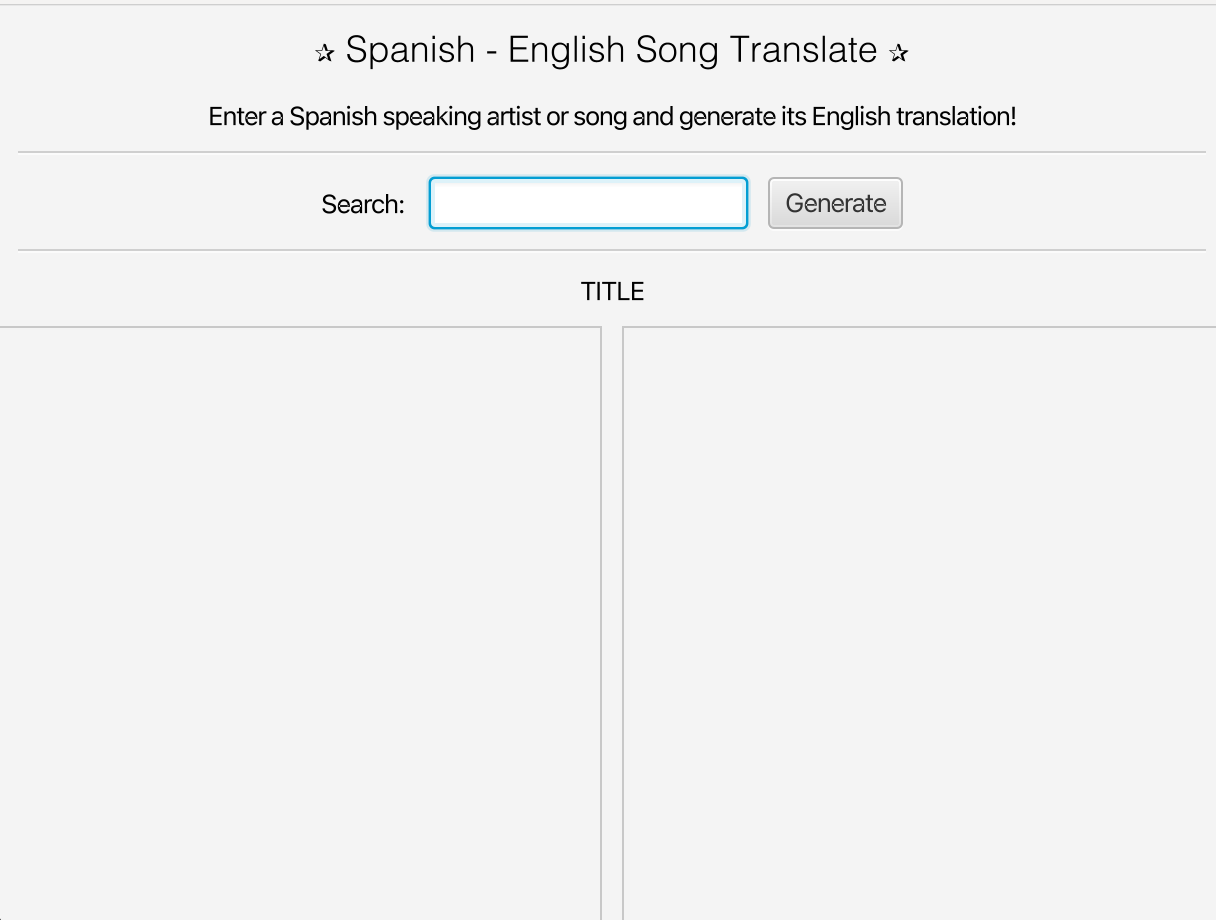 ✰ Spanish - English Song Translate ✰
Enter a Spanish speaking artist or song and generate its English translation!
Search: Generate
TITLE